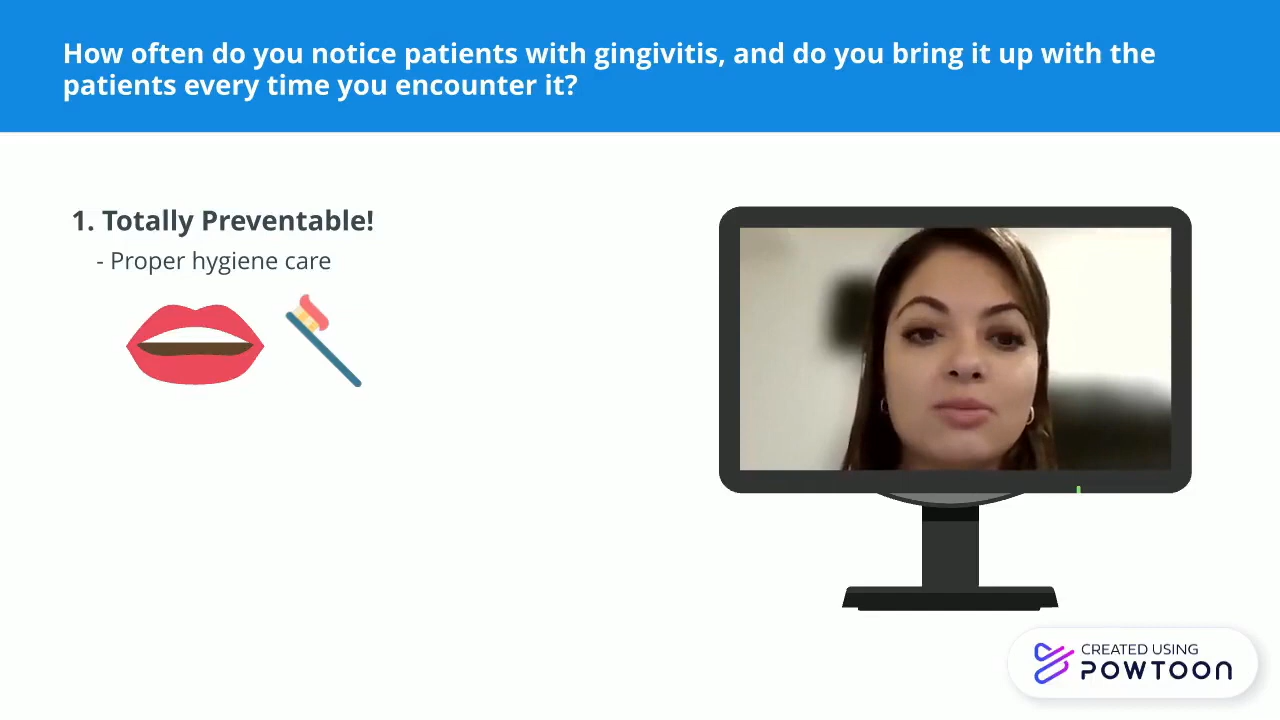 How often do you notice patients with gingivitis, and do you bring it up with the
patients every time you encounter it?
1. Totally Preventable!
- Proper hygiene care
CREATED USING
POWTOON